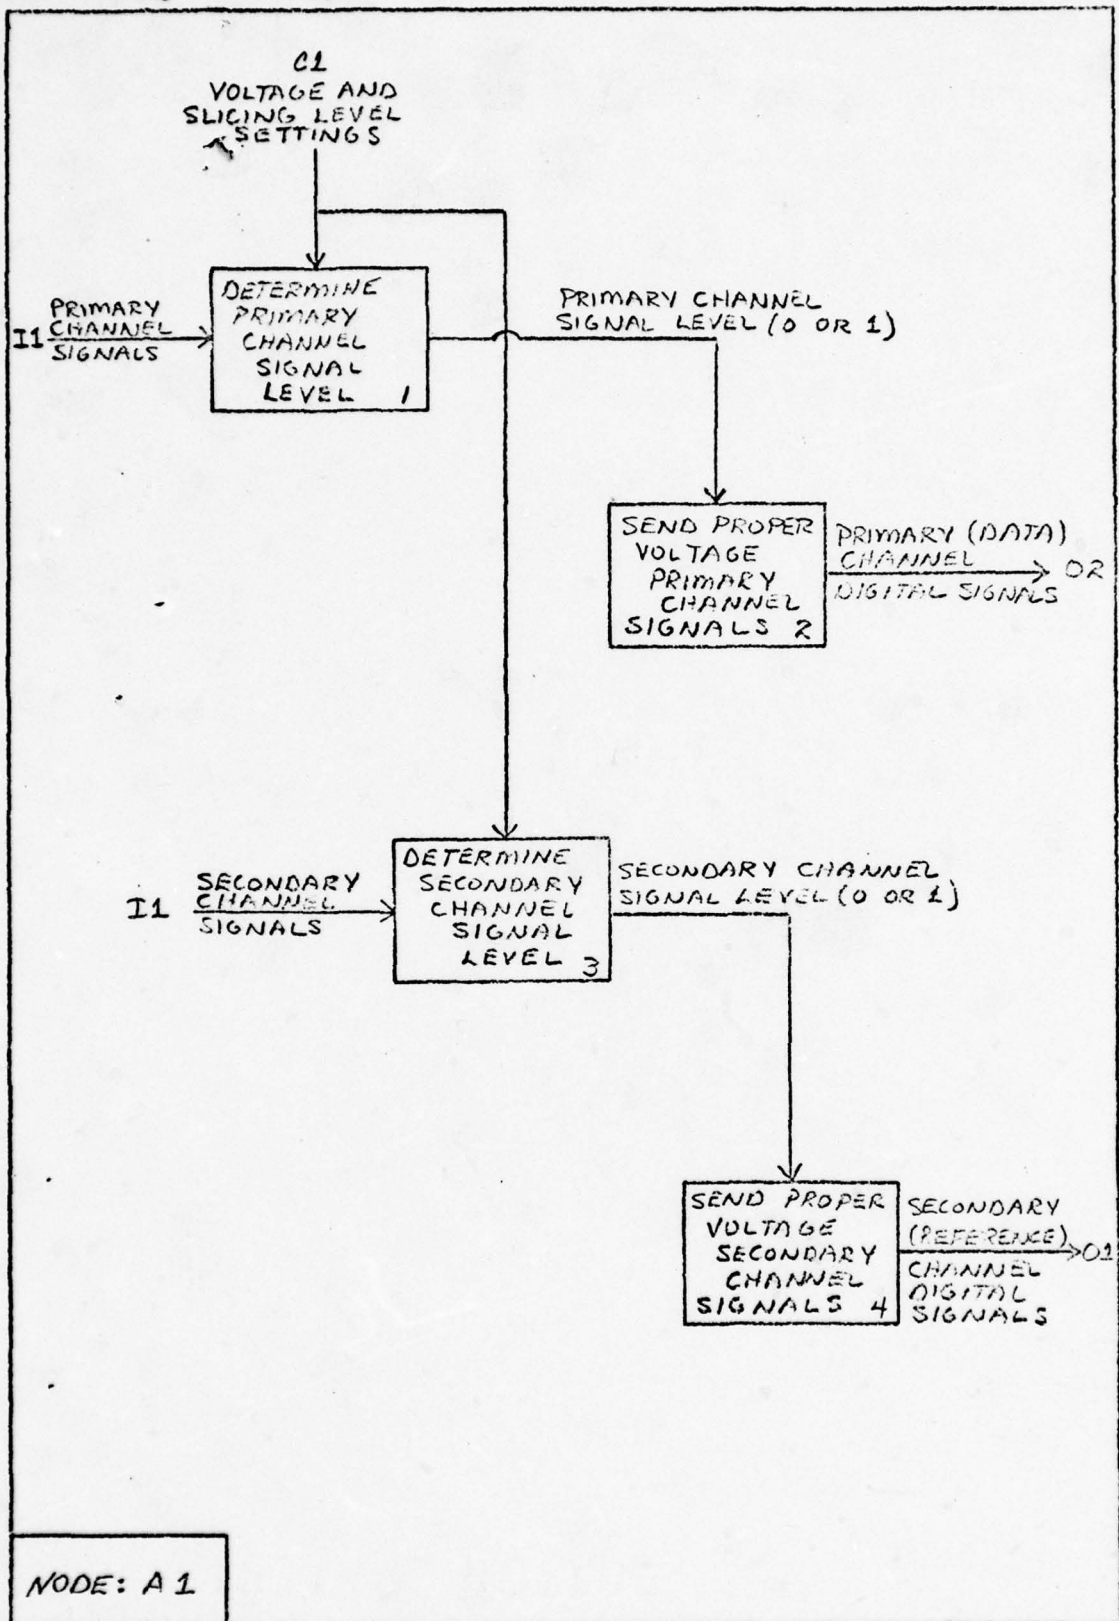 C1
VOLTAGE AND
SLICING LEVEL
SETTINGS
I1
PRIMARY
CHANNEL
SIGNALS
DETERMINE
PRIMARY
CHANNEL
SIGNAL
LEVEL 1
PRIMARY CHANNEL
SIGNAL LEVEL (0 OR 1)
SEND PROPER
VOLTAGE
PRIMARY
CHANNEL
SIGNALS 2
PRIMARY (DATA)
CHANNEL
DIGITAL SIGNALS
O2
I1
SECONDARY
CHANNEL
SIGNALS
DETERMINE
SECONDARY
CHANNEL
SIGNAL
LEVEL 3
SECONDARY CHANNEL
SIGNAL LEVEL (0 OR 1)
SEND PROPER
VOLTAGE
SECONDARY
CHANNEL
SIGNALS 4
SECONDARY
(REFERENCE)
CHANNEL
DIGITAL
SIGNALS
O1
NODE: A1